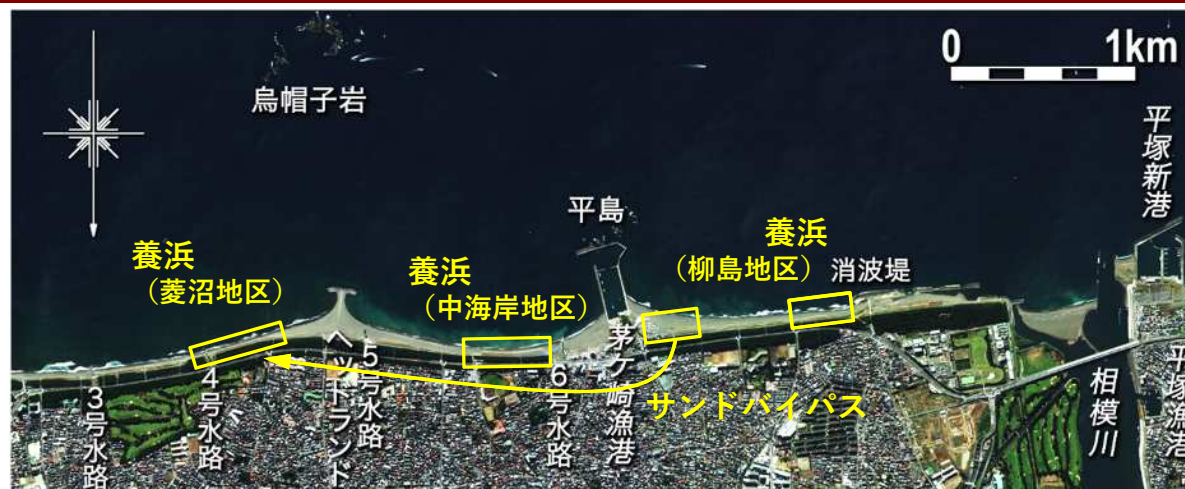 0 1km
烏帽子岩
平塚新港
平島
養浜
（菱沼地区）
養浜
（中海岸地区）
養浜
（柳島地区）
消波堤
3号水路
4号水路
ヘッドランド
5号水路
6号水路
茅ケ崎漁港
サンドバイパス
相模川
平塚漁港